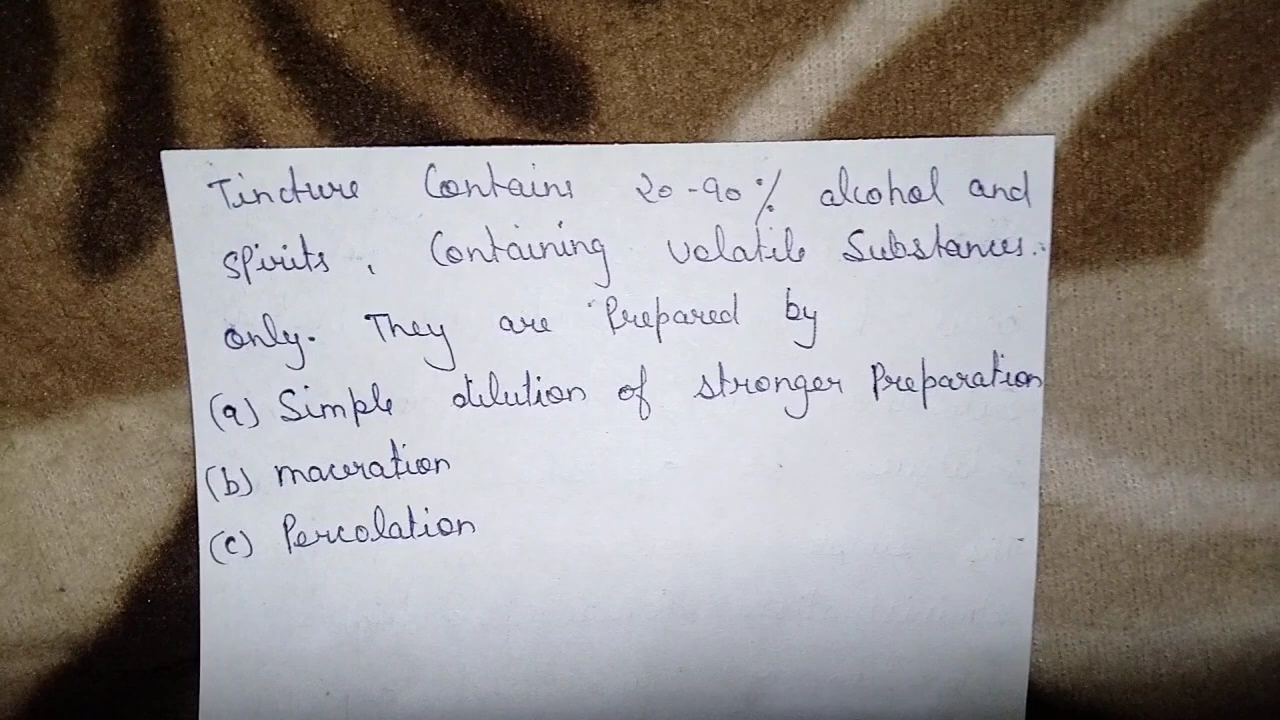 Tincture Contains 20-90% alcohol and
spirits, Containing volatile Substances.
only. They are Prepared by
(a) Simple dilution of stronger Preparation
(b) maceration
(c) Percolation